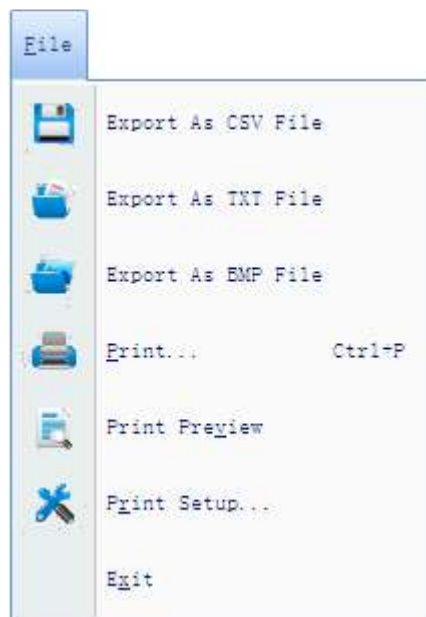 File
Export As CSV File
Export As TXT File
Export As BMP File
Print... Ctrl+P
Print Preview
Print Setup...
Exit